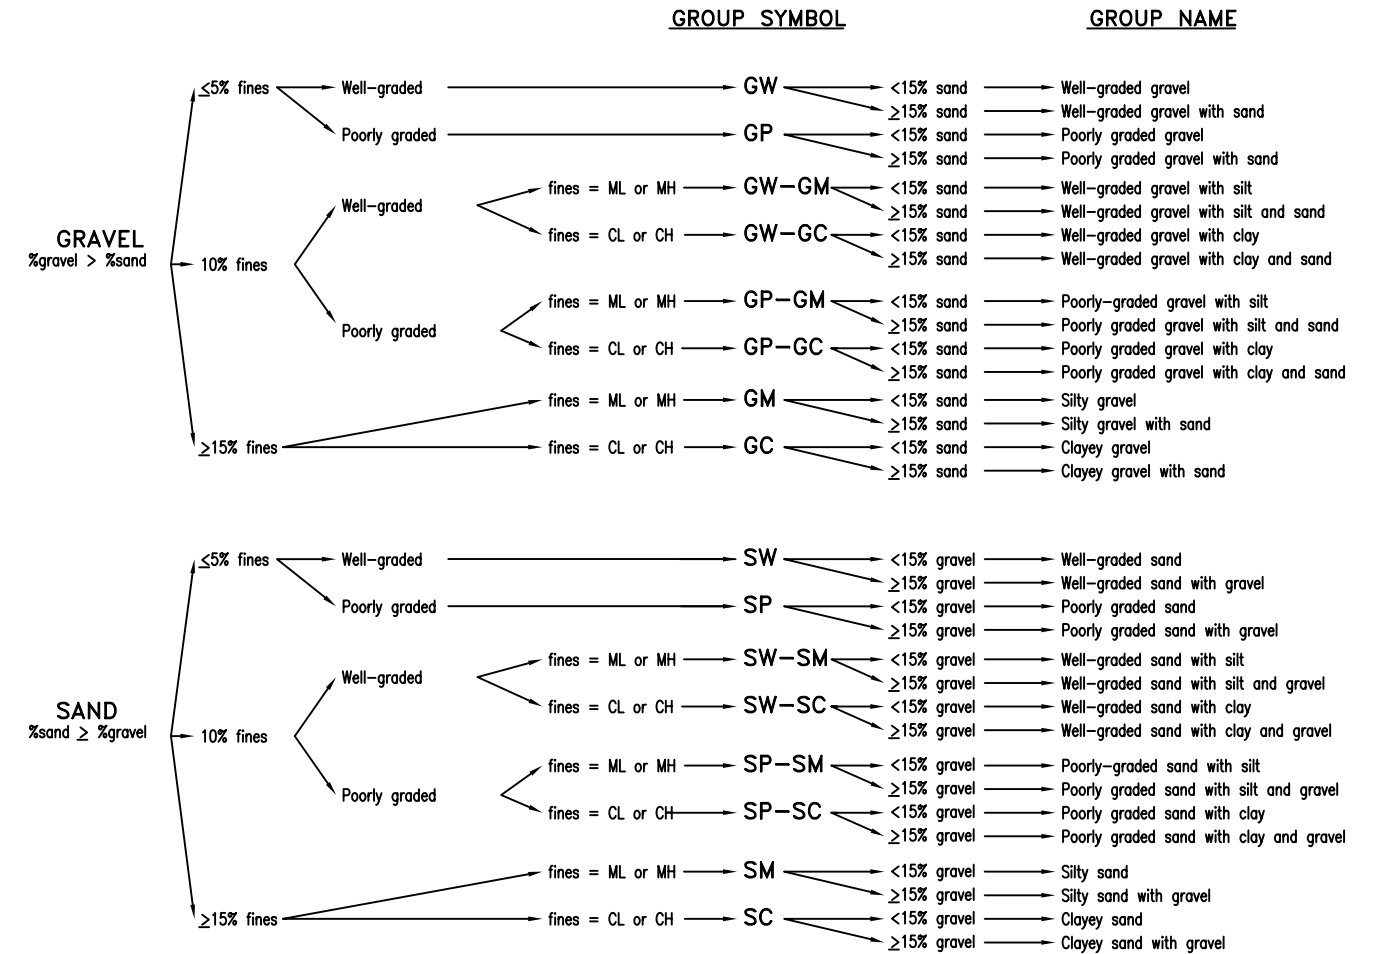 GROUP SYMBOL GROUP NAME
≤5% fines Well-graded GW <15% sand Well-graded gravel
≥15% sand Well-graded gravel with sand
Poorly graded GP <15% sand Poorly graded gravel
≥15% sand Poorly graded gravel with sand
fines = ML or MH GW-GM <15% sand Well-graded gravel with silt
Well-graded ≥15% sand Well-graded gravel with silt and sand
fines = CL or CH GW-GC <15% sand Well-graded gravel with clay
GRAVEL
%gravel > %sand 10% fines ≥15% sand Well-graded gravel with clay and sand
fines = ML or MH GP-GM <15% sand Poorly-graded gravel with silt
Poorly graded ≥15% sand Poorly graded gravel with silt and sand
fines = CL or CH GP-GC <15% sand Poorly graded gravel with clay
≥15% sand Poorly graded gravel with clay and sand
fines = ML or MH GM <15% sand Silty gravel
≥15% sand Silty gravel with sand
≥15% fines fines = CL or CH GC <15% sand Clayey gravel
≥15% sand Clayey gravel with sand
≤5% fines Well-graded SW <15% gravel Well-graded sand
≥15% gravel Well-graded sand with gravel
Poorly graded SP <15% gravel Poorly graded sand
≥15% gravel Poorly graded sand with gravel
fines = ML or MH SW-SM <15% gravel Well-graded sand with silt
Well-graded ≥15% gravel Well-graded sand with silt and gravel
fines = CL or CH SW-SC <15% gravel Well-graded sand with clay
SAND
%sand ≥ %gravel 10% fines ≥15% gravel Well-graded sand with clay and gravel
fines = ML or MH SP-SM <15% gravel Poorly-graded sand with silt
Poorly graded ≥15% gravel Poorly graded sand with silt and gravel
fines = CL or CH SP-SC <15% gravel Poorly graded sand with clay
≥15% gravel Poorly graded sand with clay and gravel
fines = ML or MH SM <15% gravel Silty sand
≥15% gravel Silty sand with gravel
≥15% fines fines = CL or CH SC <15% gravel Clayey sand
≥15% gravel Clayey sand with gravel